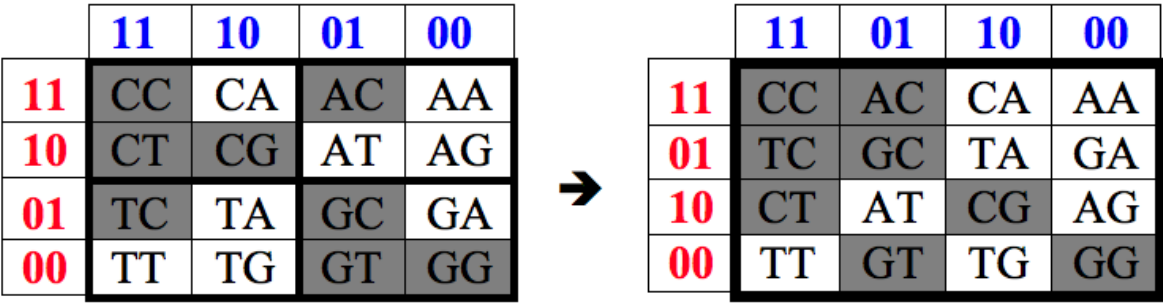 11 10 01 00 11 01 10 00
11 CC CA AC AA 11 CC AC CA AA
10 CT CG AT AG 01 TC GC TA GA
01 TC TA GC GA 10 CT AT CG AG
00 TT TG GT GG 00 TT GT TG GG